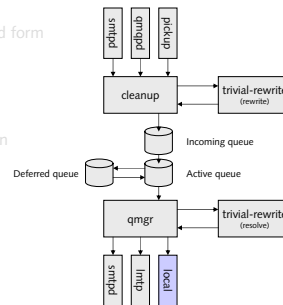 d form
smtpd
qmqpd
pickup
cleanup
trivial-rewrite
(rewrite)
Incoming queue
Deferred queue
Active queue
qmgr
trivial-rewrite
(resolve)
smtpd
lmtp
local